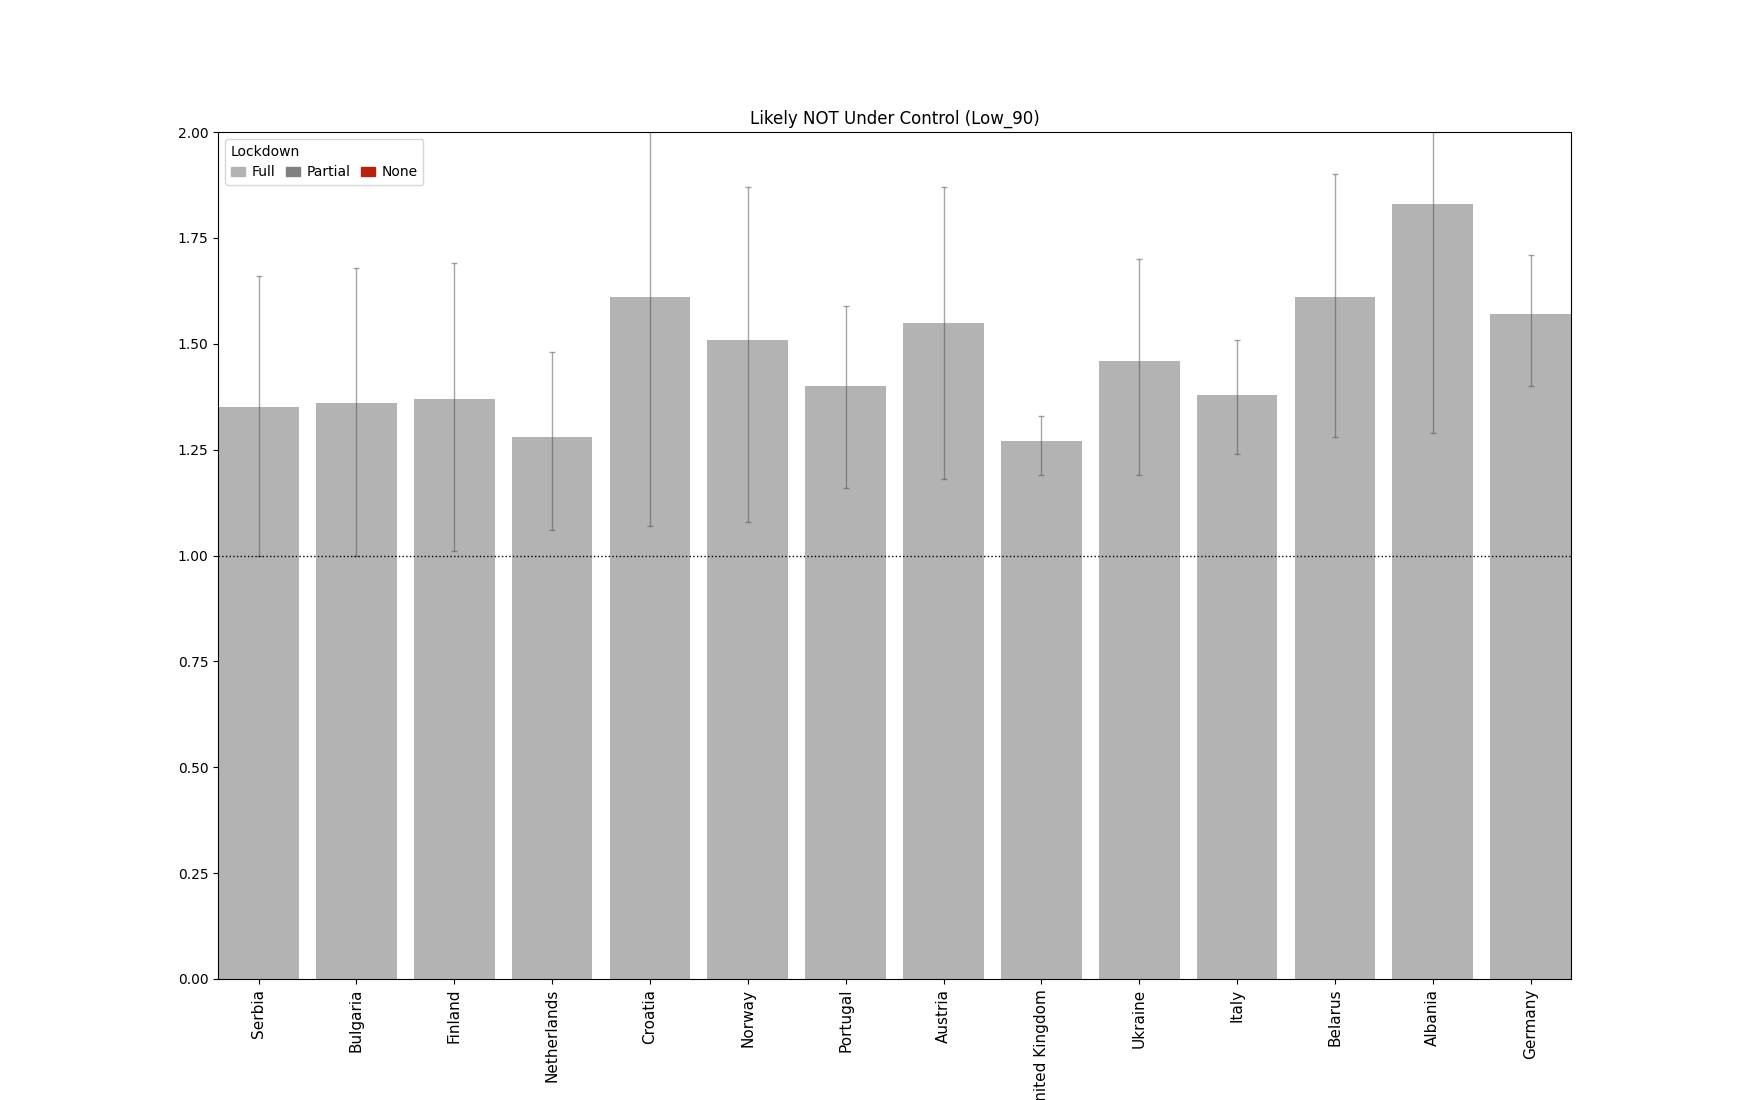 Likely NOT Under Control (Low_90)
Lockdown
Full Partial None
2.00
1.75
1.50
1.25
1.00
0.75
0.50
0.25
0.00
Serbia
Bulgaria
Finland
Netherlands
Croatia
Norway
Portugal
Austria
nited Kingdom
Ukraine
Italy
Belarus
Albania
Germany